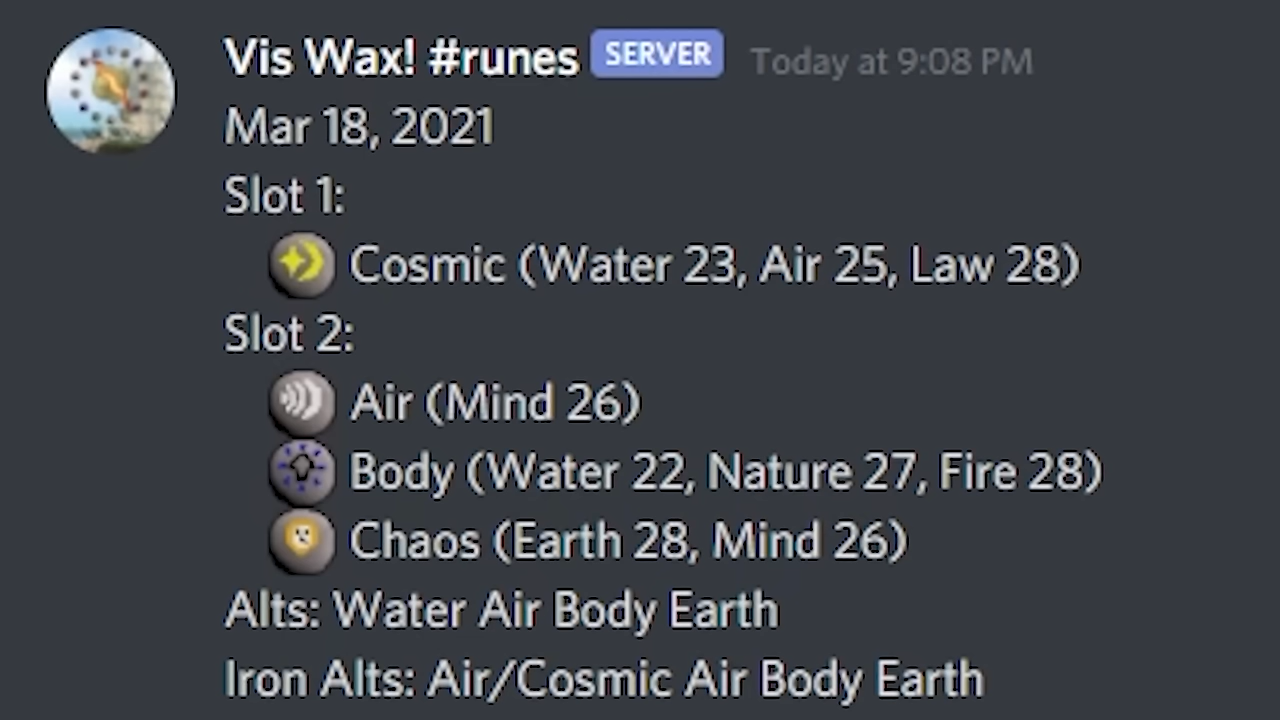 Vis Wax! #runes SERVER Today at 9:08 PM
Mar 18, 2021
Slot 1:
Cosmic (Water 23, Air 25, Law 28)
Slot 2:
Air (Mind 26)
Body (Water 22, Nature 27, Fire 28)
Chaos (Earth 28, Mind 26)
Alts: Water Air Body Earth
Iron Alts: Air/Cosmic Air Body Earth